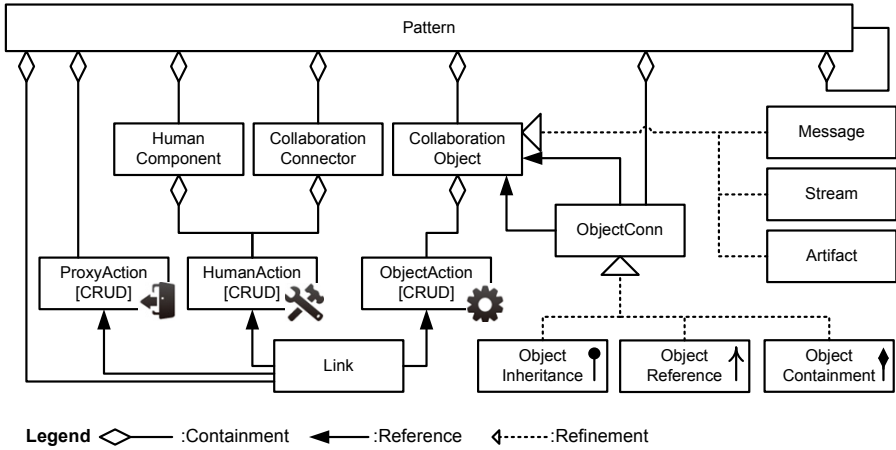 Pattern
Human
Component
Collaboration
Connector
Collaboration
Object
Message
Stream
Artifact
ObjectConn
ProxyAction
[CRUD]
HumanAction
[CRUD]
ObjectAction
[CRUD]
Link
Object
Inheritance
Object
Reference
Object
Containment
Legend :Containment :Reference :Refinement